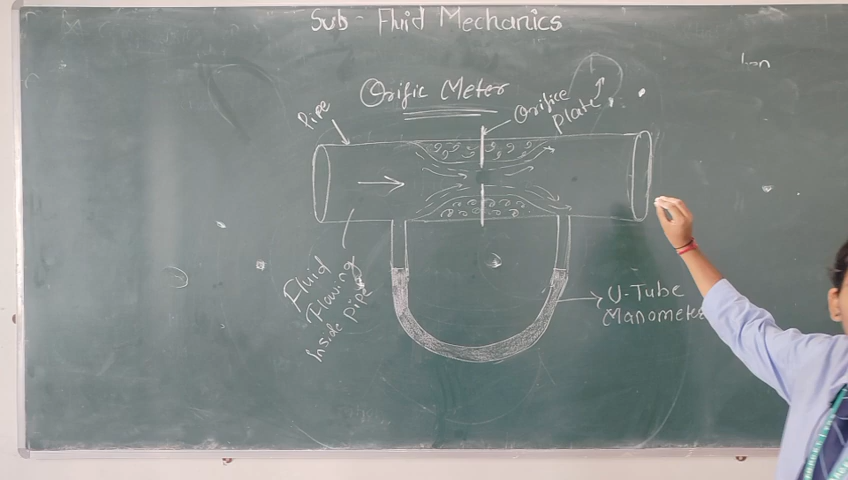 Sub - Fluid Mechanics
Orific Meter
Pipe
Orifice
Plate
Fluid
Flowing
Inside pipe
U-Tube
Manometer